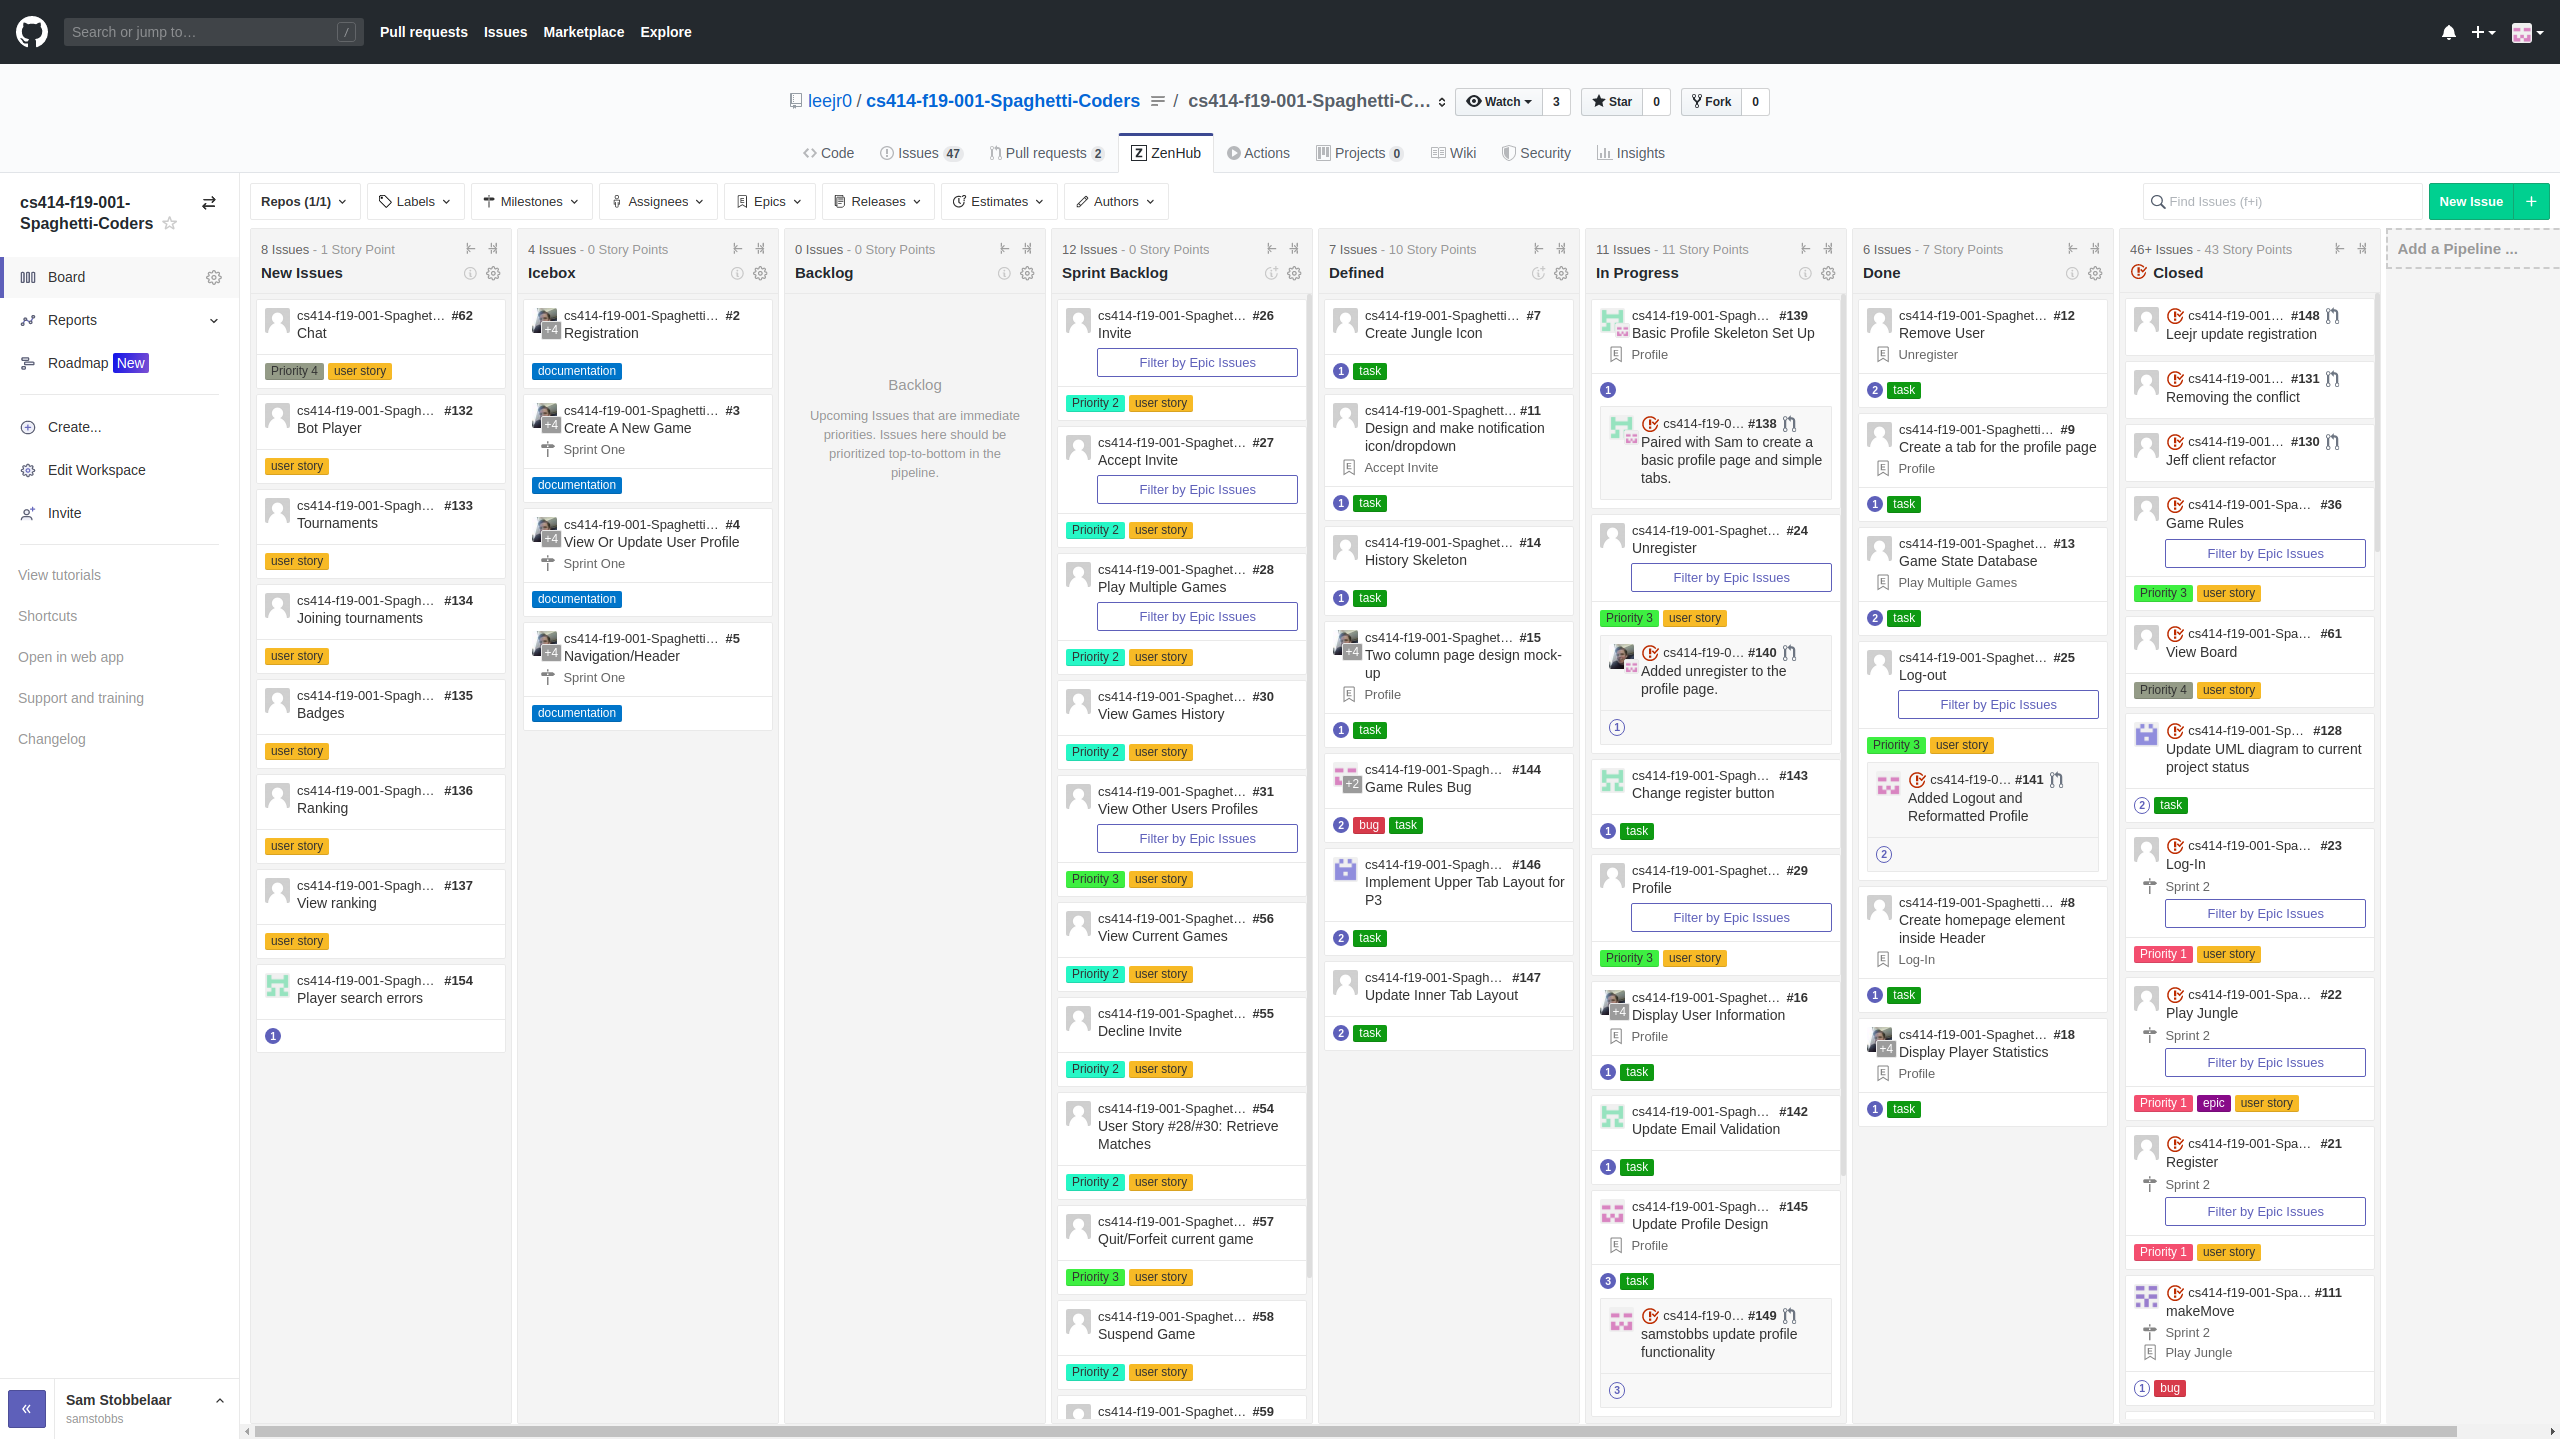 Search or jump to…
/
Pull requests Issues Marketplace Explore
leejr0 / cs414-f19-001-Spaghetti-Coders / cs414-f19-001-Spaghetti-C…
Watch 3 Star 0 Fork 0
Code Issues 47 Pull requests 2 ZenHub Actions Projects 0 Wiki Security Insights
cs414-f19-001-
Spaghetti-Coders
Board
Reports
Roadmap New
Create...
Edit Workspace
Invite
View tutorials
Shortcuts
Open in web app
Support and training
Changelog
Sam Stobbelaar
samstobbs
Repos (1/1) Labels Milestones Assignees Epics Releases Estimates Authors
Find Issues (f+i)
New Issue +
8 Issues - 1 Story Point
New Issues
cs414-f19-001-Spaghet… #62
Chat
Priority 4 user story
cs414-f19-001-Spagh… #132
Bot Player
user story
cs414-f19-001-Spagh… #133
Tournaments
user story
cs414-f19-001-Spagh… #134
Joining tournaments
user story
cs414-f19-001-Spagh… #135
Badges
user story
cs414-f19-001-Spagh… #136
Ranking
user story
cs414-f19-001-Spagh… #137
View ranking
user story
cs414-f19-001-Spagh… #154
Player search errors
1
4 Issues - 0 Story Points
Icebox
+4
cs414-f19-001-Spaghetti… #2
Registration
documentation
+4
cs414-f19-001-Spaghetti… #3
Create A New Game
Sprint One
documentation
+4
cs414-f19-001-Spaghetti… #4
View Or Update User Profile
Sprint One
documentation
+4
cs414-f19-001-Spaghetti… #5
Navigation/Header
Sprint One
documentation
0 Issues - 0 Story Points
Backlog
Backlog
Upcoming Issues that are immediate
priorities. Issues here should be
prioritized top-to-bottom in the
pipeline.
12 Issues - 0 Story Points
Sprint Backlog
cs414-f19-001-Spaghet… #26
Invite
Filter by Epic Issues
Priority 2 user story
cs414-f19-001-Spaghet… #27
Accept Invite
Filter by Epic Issues
Priority 2 user story
cs414-f19-001-Spaghet… #28
Play Multiple Games
Filter by Epic Issues
Priority 2 user story
cs414-f19-001-Spaghet… #30
View Games History
Priority 2 user story
cs414-f19-001-Spaghet… #31
View Other Users Profiles
Filter by Epic Issues
Priority 3 user story
cs414-f19-001-Spaghet… #56
View Current Games
Priority 2 user story
cs414-f19-001-Spaghet… #55
Decline Invite
Priority 2 user story
cs414-f19-001-Spaghet… #54
User Story #28/#30: Retrieve
Matches
Priority 2 user story
cs414-f19-001-Spaghet… #57
Quit/Forfeit current game
Priority 3 user story
cs414-f19-001-Spaghet… #58
Suspend Game
Priority 2 user story
cs414-f19-001-Spaghet… #59
7 Issues - 10 Story Points
Defined
cs414-f19-001-Spaghetti… #7
Create Jungle Icon
1 task
cs414-f19-001-Spaghett… #11
Design and make notification
icon/dropdown
Accept Invite
1 task
cs414-f19-001-Spaghet… #14
History Skeleton
1 task
+4
cs414-f19-001-Spaghet… #15
Two column page design mock-
up
Profile
1 task
+2
cs414-f19-001-Spagh… #144
Game Rules Bug
2 bug task
cs414-f19-001-Spagh… #146
Implement Upper Tab Layout for
P3
2 task
cs414-f19-001-Spagh… #147
Update Inner Tab Layout
2 task
11 Issues - 11 Story Points
In Progress
cs414-f19-001-Spagh… #139
Basic Profile Skeleton Set Up
Profile
1
cs414-f19-0… #138
Paired with Sam to create a
basic profile page and simple
tabs.
cs414-f19-001-Spaghet… #24
Unregister
Filter by Epic Issues
Priority 3 user story
cs414-f19-0… #140
Added unregister to the
profile page.
1
cs414-f19-001-Spagh… #143
Change register button
1 task
cs414-f19-001-Spaghet… #29
Profile
Filter by Epic Issues
Priority 3 user story
+4
cs414-f19-001-Spaghet… #16
Display User Information
Profile
1 task
cs414-f19-001-Spagh… #142
Update Email Validation
1 task
cs414-f19-001-Spagh… #145
Update Profile Design
Profile
3 task
cs414-f19-0… #149
samstobbs update profile
functionality
3
6 Issues - 7 Story Points
Done
cs414-f19-001-Spaghet… #12
Remove User
Unregister
2 task
cs414-f19-001-Spaghetti… #9
Create a tab for the profile page
Profile
1 task
cs414-f19-001-Spaghet… #13
Game State Database
Play Multiple Games
2 task
cs414-f19-001-Spaghet… #25
Log-out
Filter by Epic Issues
Priority 3 user story
cs414-f19-0… #141
Added Logout and
Reformatted Profile
2
cs414-f19-001-Spaghetti… #8
Create homepage element
inside Header
Log-In
1 task
+4
cs414-f19-001-Spaghet… #18
Display Player Statistics
Profile
1 task
46+ Issues - 43 Story Points
Closed
cs414-f19-001… #148
Leejr update registration
cs414-f19-001… #131
Removing the conflict
cs414-f19-001… #130
Jeff client refactor
cs414-f19-001-Spa… #36
Game Rules
Filter by Epic Issues
Priority 3 user story
cs414-f19-001-Spa… #61
View Board
Priority 4 user story
cs414-f19-001-Sp… #128
Update UML diagram to current
project status
2 task
cs414-f19-001-Spa… #23
Log-In
Sprint 2
Filter by Epic Issues
Priority 1 user story
cs414-f19-001-Spa… #22
Play Jungle
Sprint 2
Filter by Epic Issues
Priority 1 epic user story
cs414-f19-001-Spa… #21
Register
Sprint 2
Filter by Epic Issues
Priority 1 user story
cs414-f19-001-Spa… #111
makeMove
Sprint 2
Play Jungle
1 bug
Add a Pipeline ...